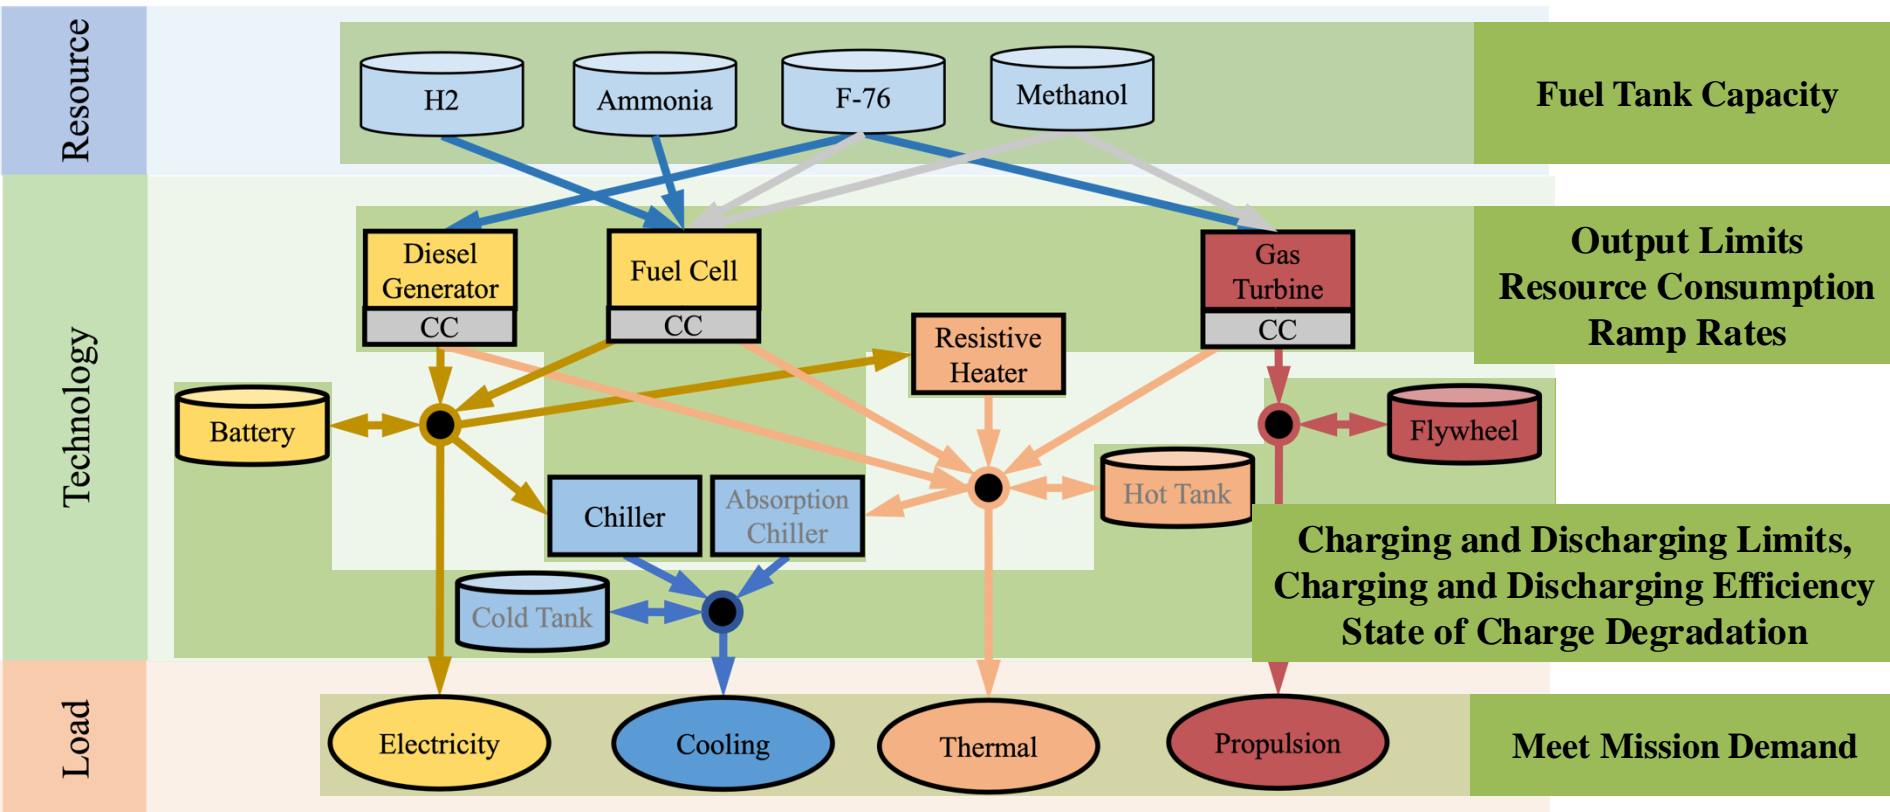 Resource
H2
Ammonia
F-76
Methanol
Fuel Tank Capacity
Technology
Diesel
Generator
CC
Fuel Cell
CC
Gas
Turbine
CC
Output Limits
Resource Consumption
Ramp Rates
Resistive
Heater
Battery
Flywheel
Chiller
Absorption
Chiller
Hot Tank
Cold Tank
Charging and Discharging Limits,
Charging and Discharging Efficiency
State of Charge Degradation
Load
Electricity
Cooling
Thermal
Propulsion
Meet Mission Demand